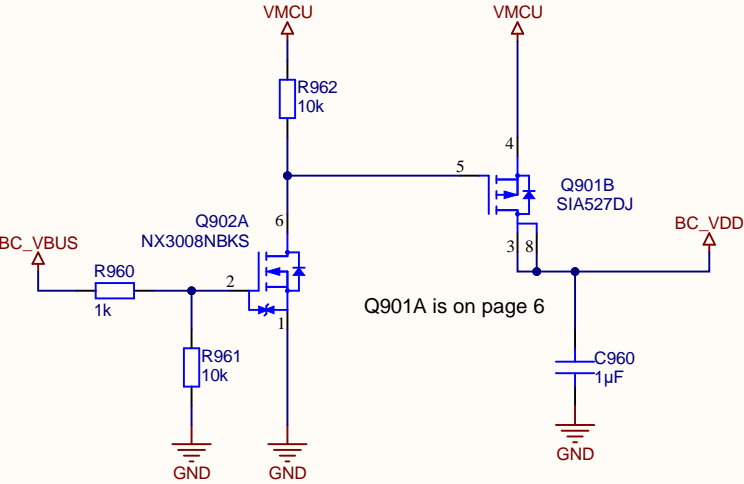 VMCU
VMCU
R962
10k
4
5
Q901B
SIA527DJ
Q902A
NX3008NBKS
6
BC_VBUS
BC_VDD
3
8
R960
2
1k
1
Q901A is on page 6
R961
10k
C960
1µF
GND
GND
GND